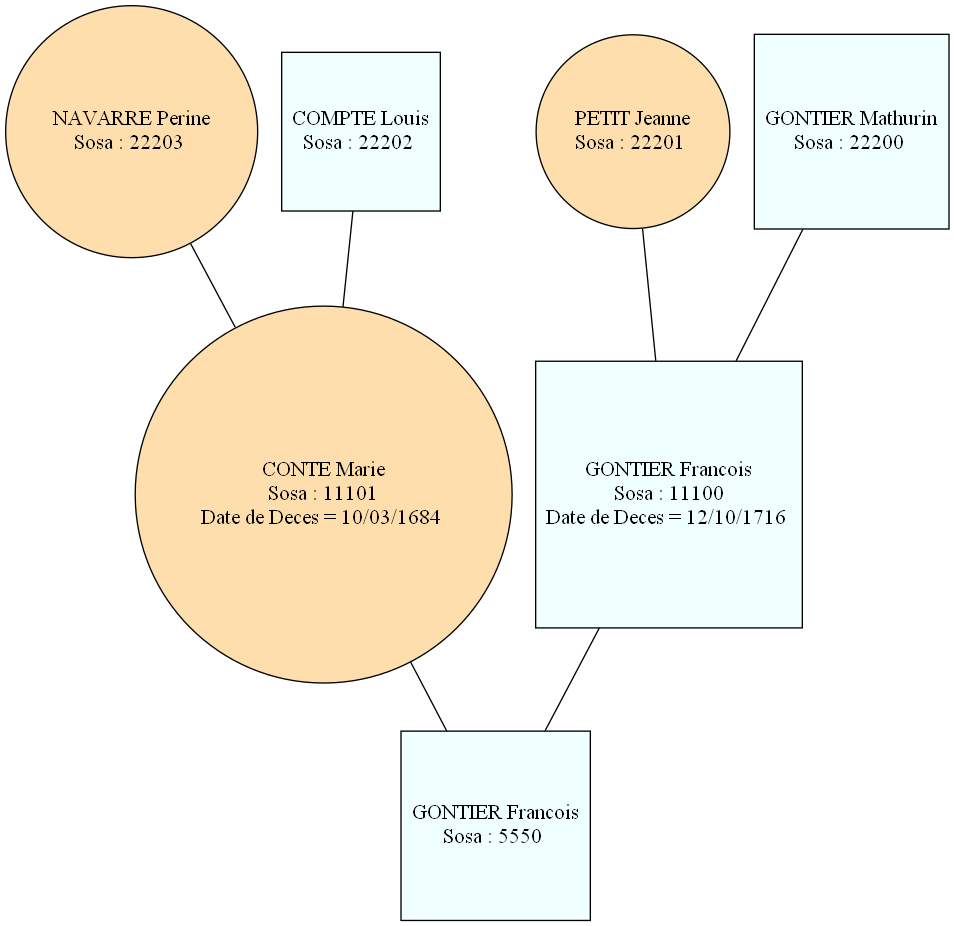 NAVARRE Perine
Sosa : 22203
COMPTE Louis
Sosa : 22202
PETIT Jeanne
Sosa : 22201
GONTIER Mathurin
Sosa : 22200
CONTE Marie
Sosa : 11101
Date de Deces = 10/03/1684
GONTIER Francois
Sosa : 11100
Date de Deces = 12/10/1716
GONTIER Francois
Sosa : 5550